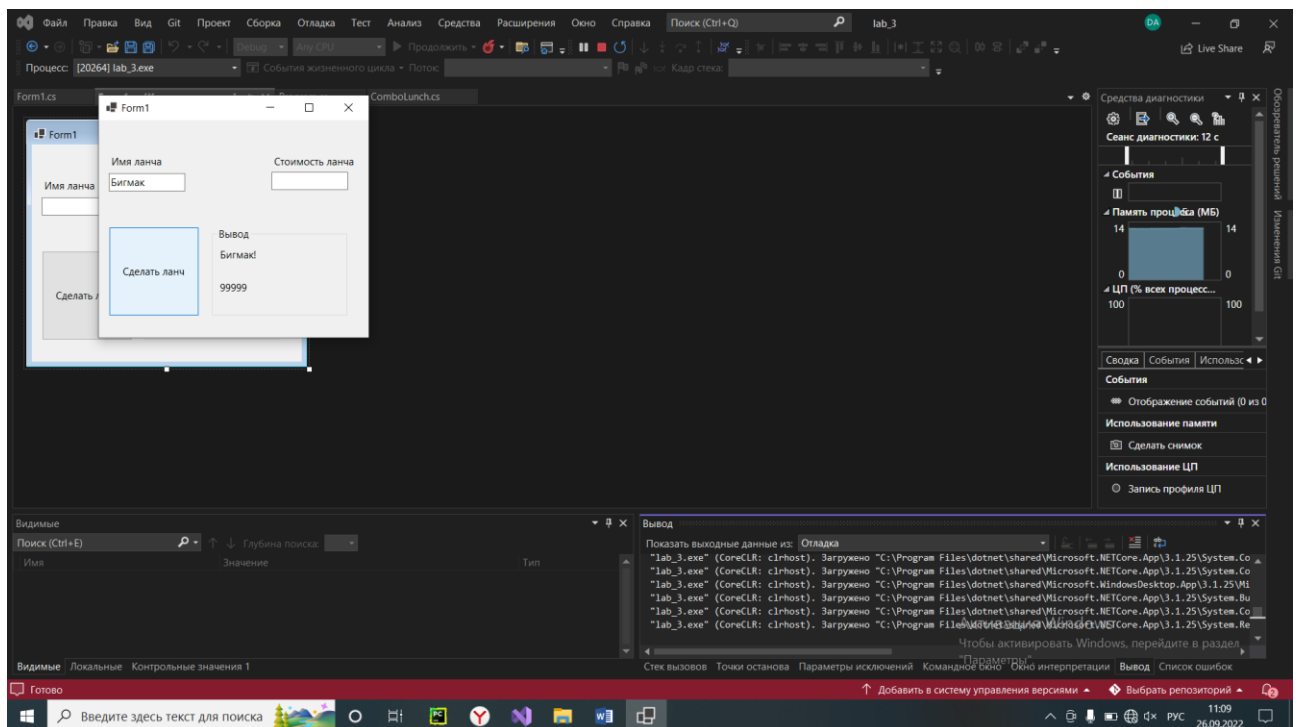 Файл Правка Вид Git Проект Сборка Отладка Тест Анализ Средства Расширения Окно Справка Поиск (Ctrl+Q) lab_3 DA
Debug Any CPU Продолжить Live Share
Процесс: [20264] lab_3.exe События жизненного цикла Поток: Кадр стека:
Form1.cs ComboLunch.cs
Form1
Имя ланча Стоимость ланча
Бигмак
Вывод
Бигмак!
Сделать ланч
99999
Form1
Имя ланча
Сделать л
Средства диагностики
Сеанс диагностики: 12 с
События
Память процесса (МБ)
14 14
0 0
ЦП (% всех процесс...
100 100
Сводка События Использс
События
Отображение событий (0 из 0
Использование памяти
Сделать снимок
Использование ЦП
Запись профиля ЦП
Обозреватель решений
Изменения Git
Видимые
Поиск (Ctrl+E) Глубина поиска:
Имя Значение Тип
Видимые Локальные Контрольные значения 1
Вывод
Показать выходные данные из: Отладка
"lab_3.exe" (CoreCLR: clrhost). Загружено "C:\Program Files\dotnet\shared\Microsoft.NETCore.App\3.1.25\System.Co
"lab_3.exe" (CoreCLR: clrhost). Загружено "C:\Program Files\dotnet\shared\Microsoft.NETCore.App\3.1.25\System.Co
"lab_3.exe" (CoreCLR: clrhost). Загружено "C:\Program Files\dotnet\shared\Microsoft.WindowsDesktop.App\3.1.25\Mi
"lab_3.exe" (CoreCLR: clrhost). Загружено "C:\Program Files\dotnet\shared\Microsoft.NETCore.App\3.1.25\System.Bu
"lab_3.exe" (CoreCLR: clrhost). Загружено "C:\Program Files\dotnet\shared\Microsoft.NETCore.App\3.1.25\System.Co
"lab_3.exe" (CoreCLR: clrhost). Загружено "C:\Program Files\dotnet\shared\Microsoft.NETCore.App\3.1.25\System.Re
Активация Windows
Чтобы активировать Windows, перейдите в раздел
"Параметры".
Стек вызовов Точки останова Параметры исключений Командное окно Окно интерпретации Вывод Список ошибок
Готово Добавить в систему управления версиями Выбрать репозиторий 2
Введите здесь текст для поиска РУС 11:09
26.09.2022